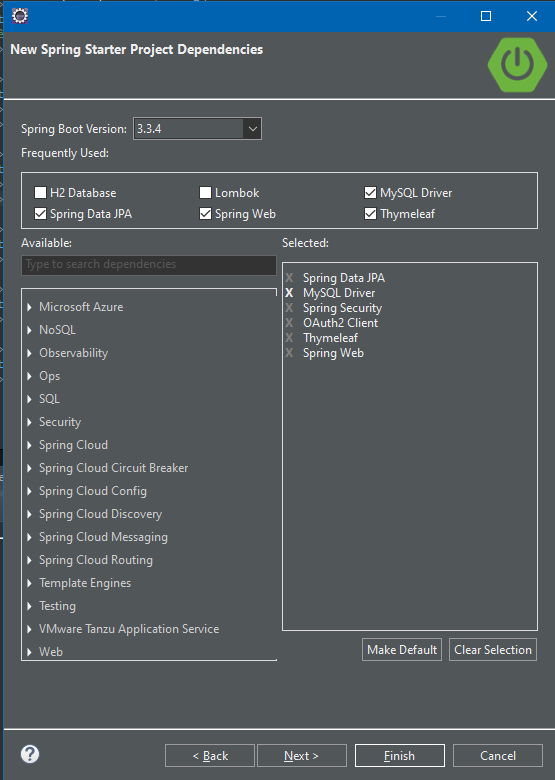 New Spring Starter Project Dependencies
Spring Boot Version: 3.3.4
Frequently Used:
H2 Database Lombok MySQL Driver
Spring Data JPA Spring Web Thymeleaf
Available: Selected:
Type to search dependencies
X Spring Data JPA
X MySQL Driver
X Spring Security
X OAuth2 Client
X Thymeleaf
X Spring Web
Microsoft Azure
NoSQL
Observability
Ops
SQL
Security
Spring Cloud
Spring Cloud Circuit Breaker
Spring Cloud Config
Spring Cloud Discovery
Spring Cloud Messaging
Spring Cloud Routing
Template Engines
Testing
VMware Tanzu Application Service
Web
Make Default Clear Selection
? < Back Next > Finish Cancel